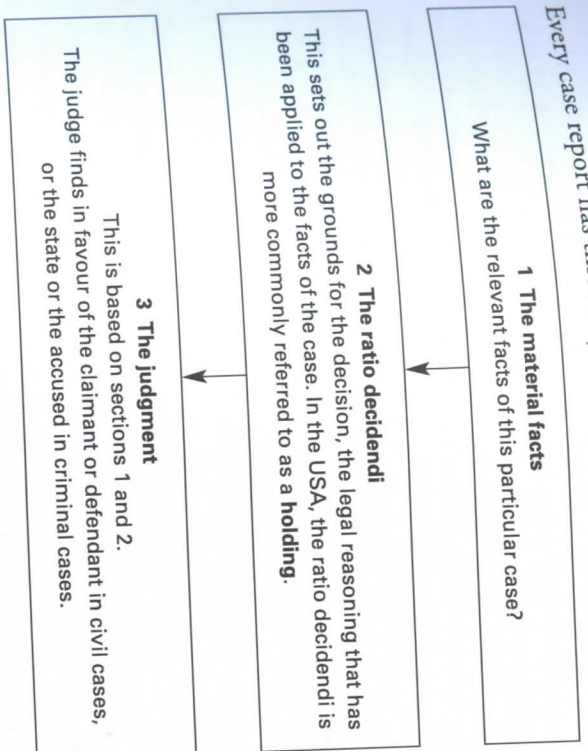 Every case report has
1 The material facts
What are the relevant facts of this particular case?
2 The ratio decidendi
This sets out the grounds for the decision, the legal reasoning that has
been applied to the facts of the case. In the USA, the ratio decidendi is
more commonly referred to as a holding.
3 The judgment
This is based on sections 1 and 2.
The judge finds in favour of the claimant or defendant in civil cases,
or the state or the accused in criminal cases.